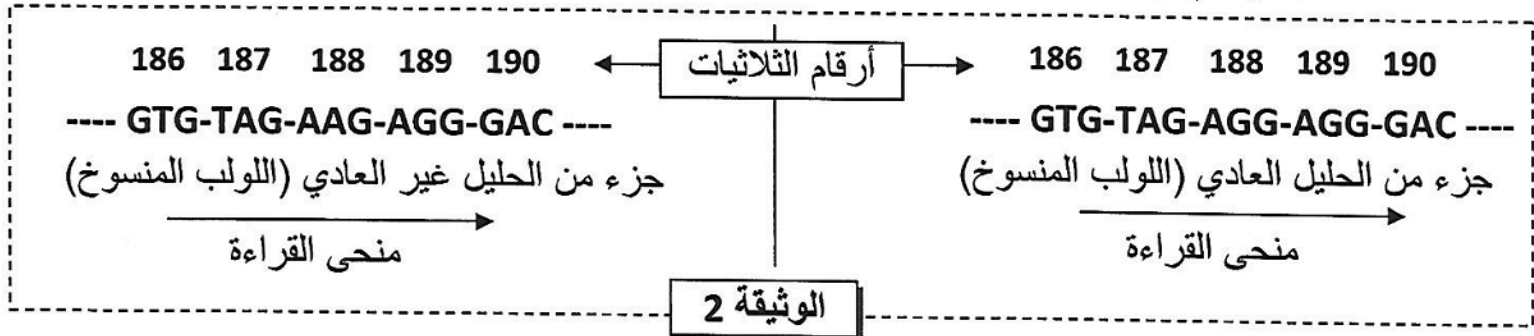 أرقام الثلاثيات
186 187 188 189 190
---- GTG-TAG-AGG-AGG-GAC ----
جزء من الحليل العادي (اللولب المنسوخ)
منحى القراءة
186 187 188 189 190
---- GTG-TAG-AAG-AGG-GAC ----
جزء من الحليل غير العادي (اللولب المنسوخ)
منحى القراءة
الوثيقة 2